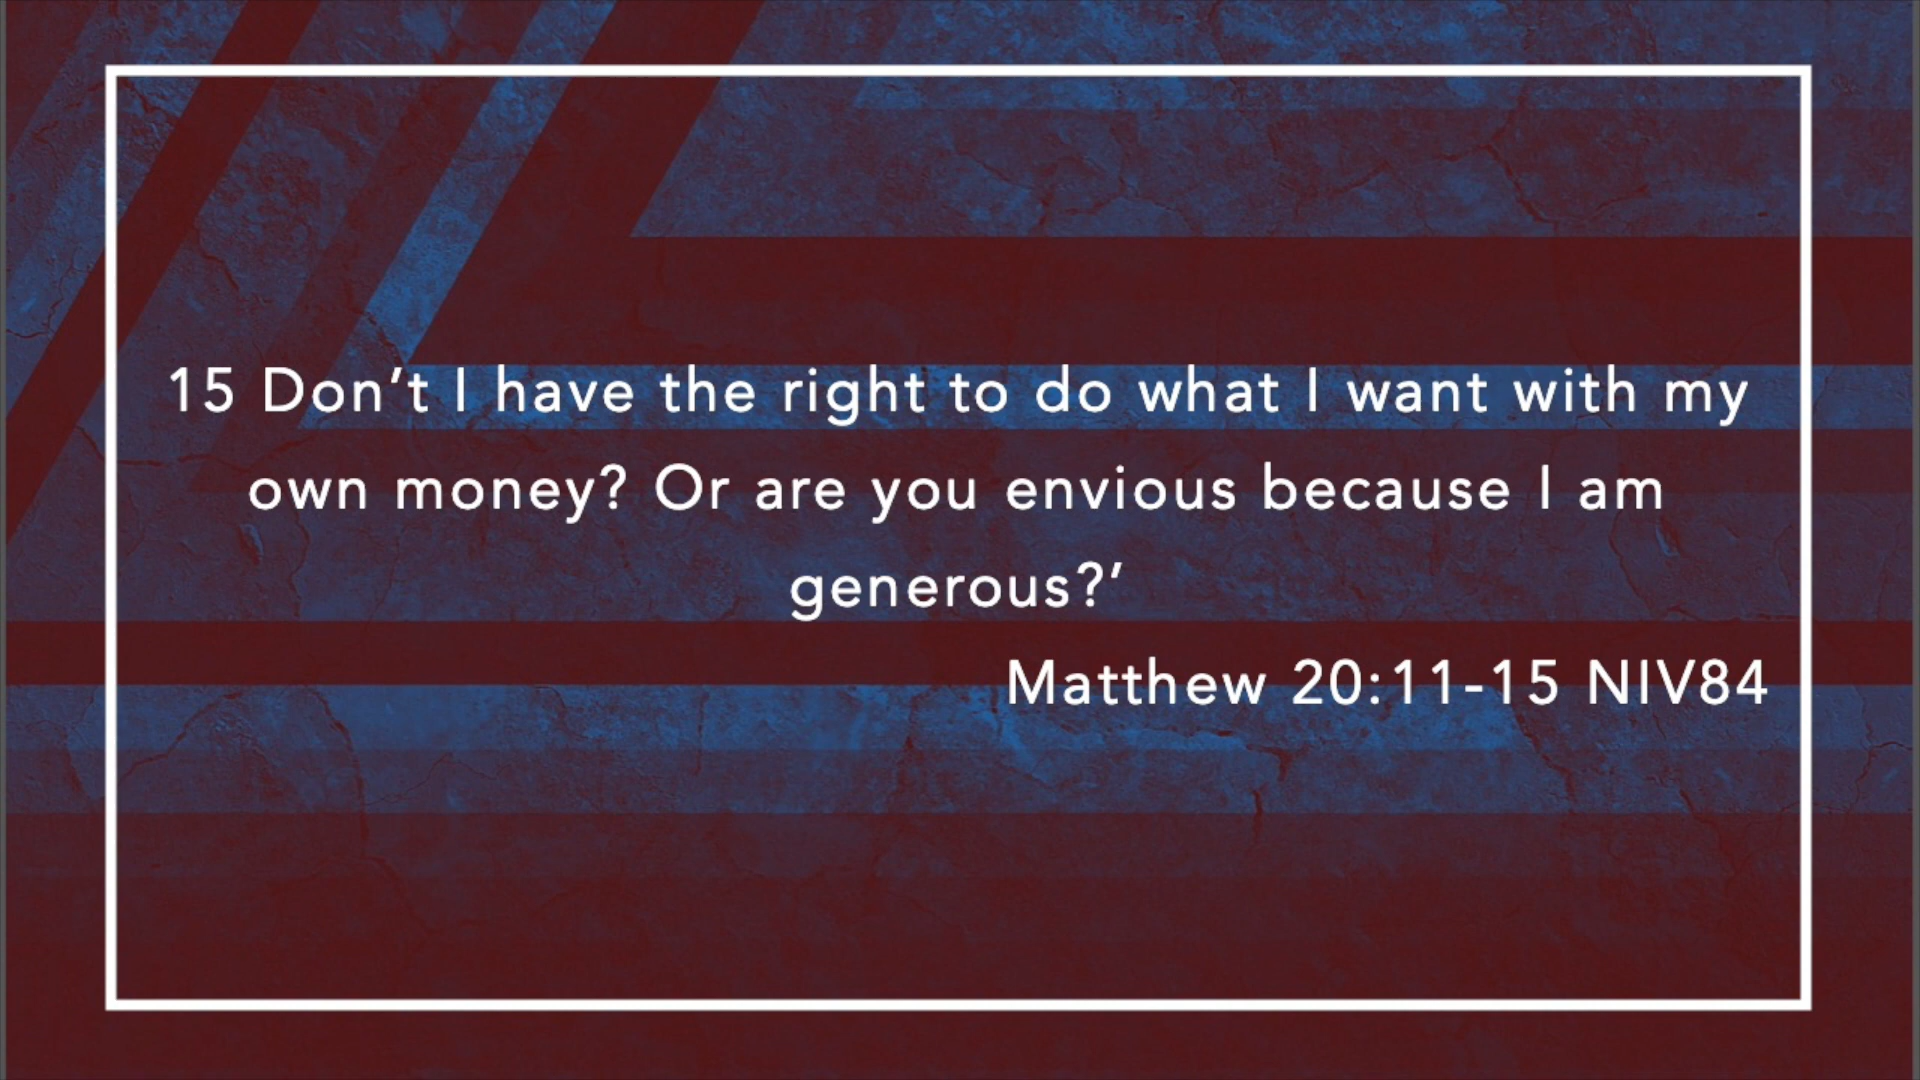 15 Don’t I have the right to do what I want with my
own money? Or are you envious because I am
generous?’
Matthew 20:11-15 NIV84